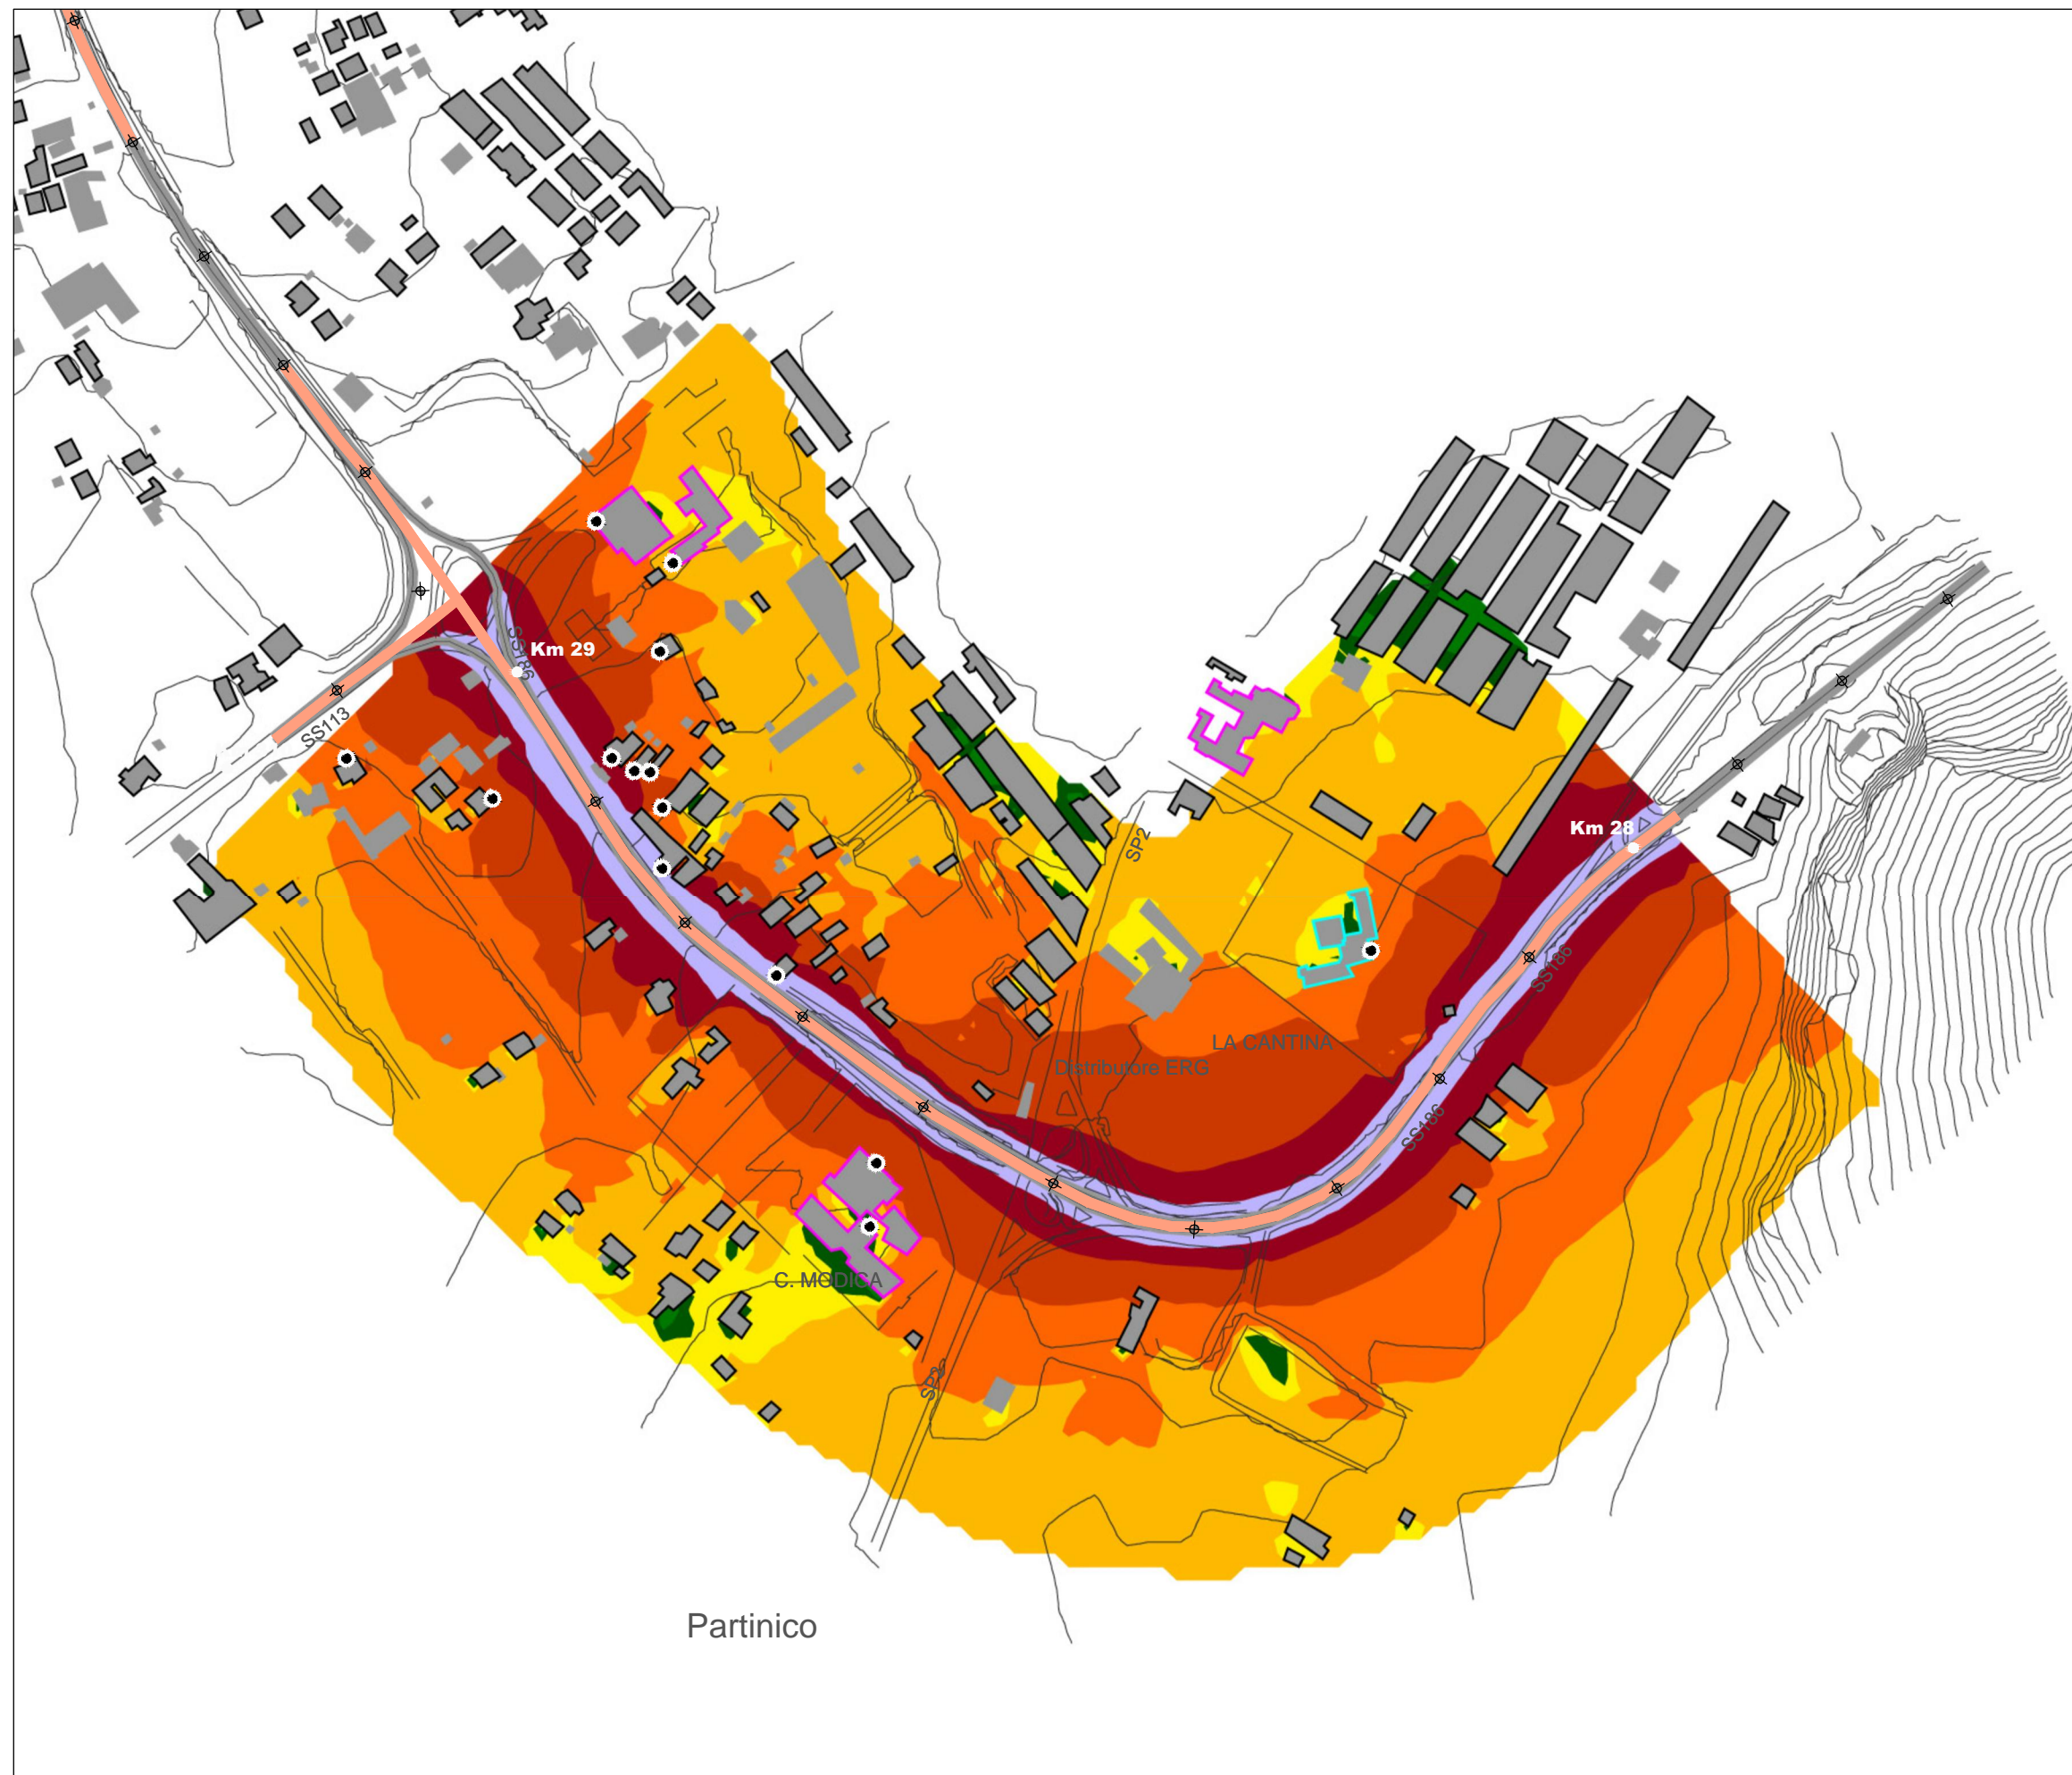 SS186
Km 29
SS113
Km 28
SP2
SS186
LA CANTINA
Distributore ERG
SS186
C. MODICA
SP2
Partinico